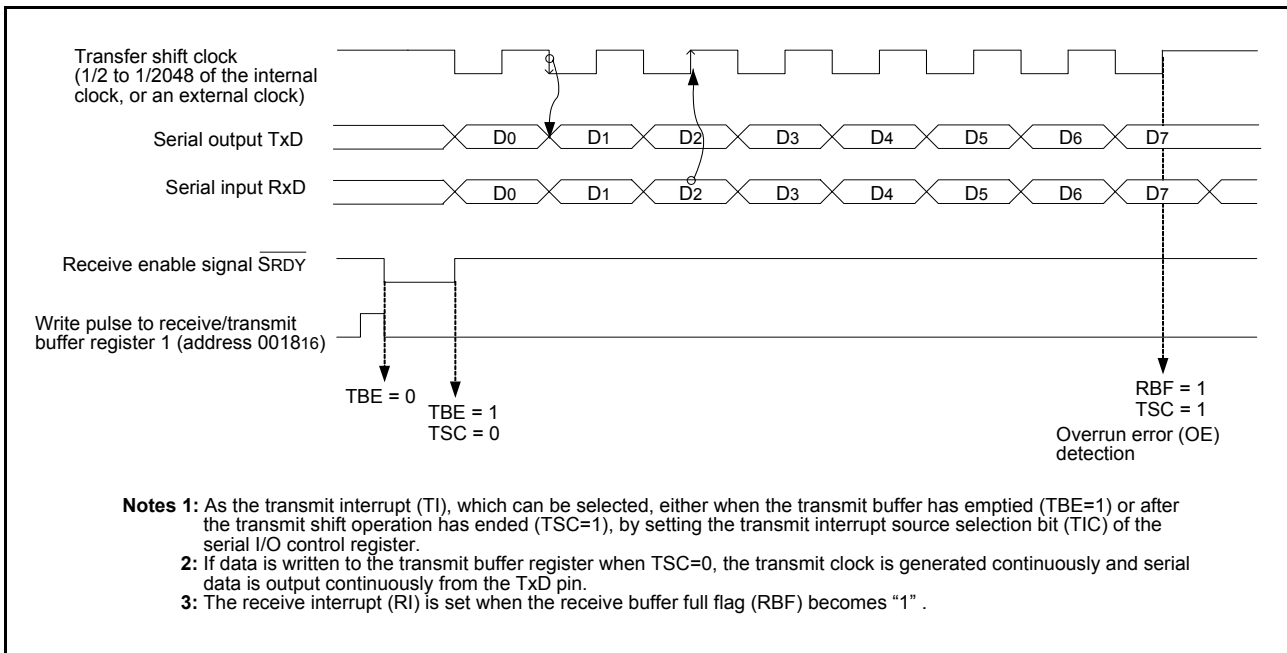 Transfer shift clock
(1/2 to 1/2048 of the internal
clock, or an external clock)
Serial output TxD
D0 D1 D2 D3 D4 D5 D6 D7
Serial input RxD
D0 D1 D2 D3 D4 D5 D6 D7
Receive enable signal SRDY
Write pulse to receive/transmit
buffer register 1 (address 001816)
TBE = 0
TBE = 1
TSC = 0
RBF = 1
TSC = 1
Overrun error (OE)
detection
Notes 1: As the transmit interrupt (TI), which can be selected, either when the transmit buffer has emptied (TBE=1) or after
the transmit shift operation has ended (TSC=1), by setting the transmit interrupt source selection bit (TIC) of the
serial I/O control register.
2: If data is written to the transmit buffer register when TSC=0, the transmit clock is generated continuously and serial
data is output continuously from the TxD pin.
3: The receive interrupt (RI) is set when the receive buffer full flag (RBF) becomes “1” .